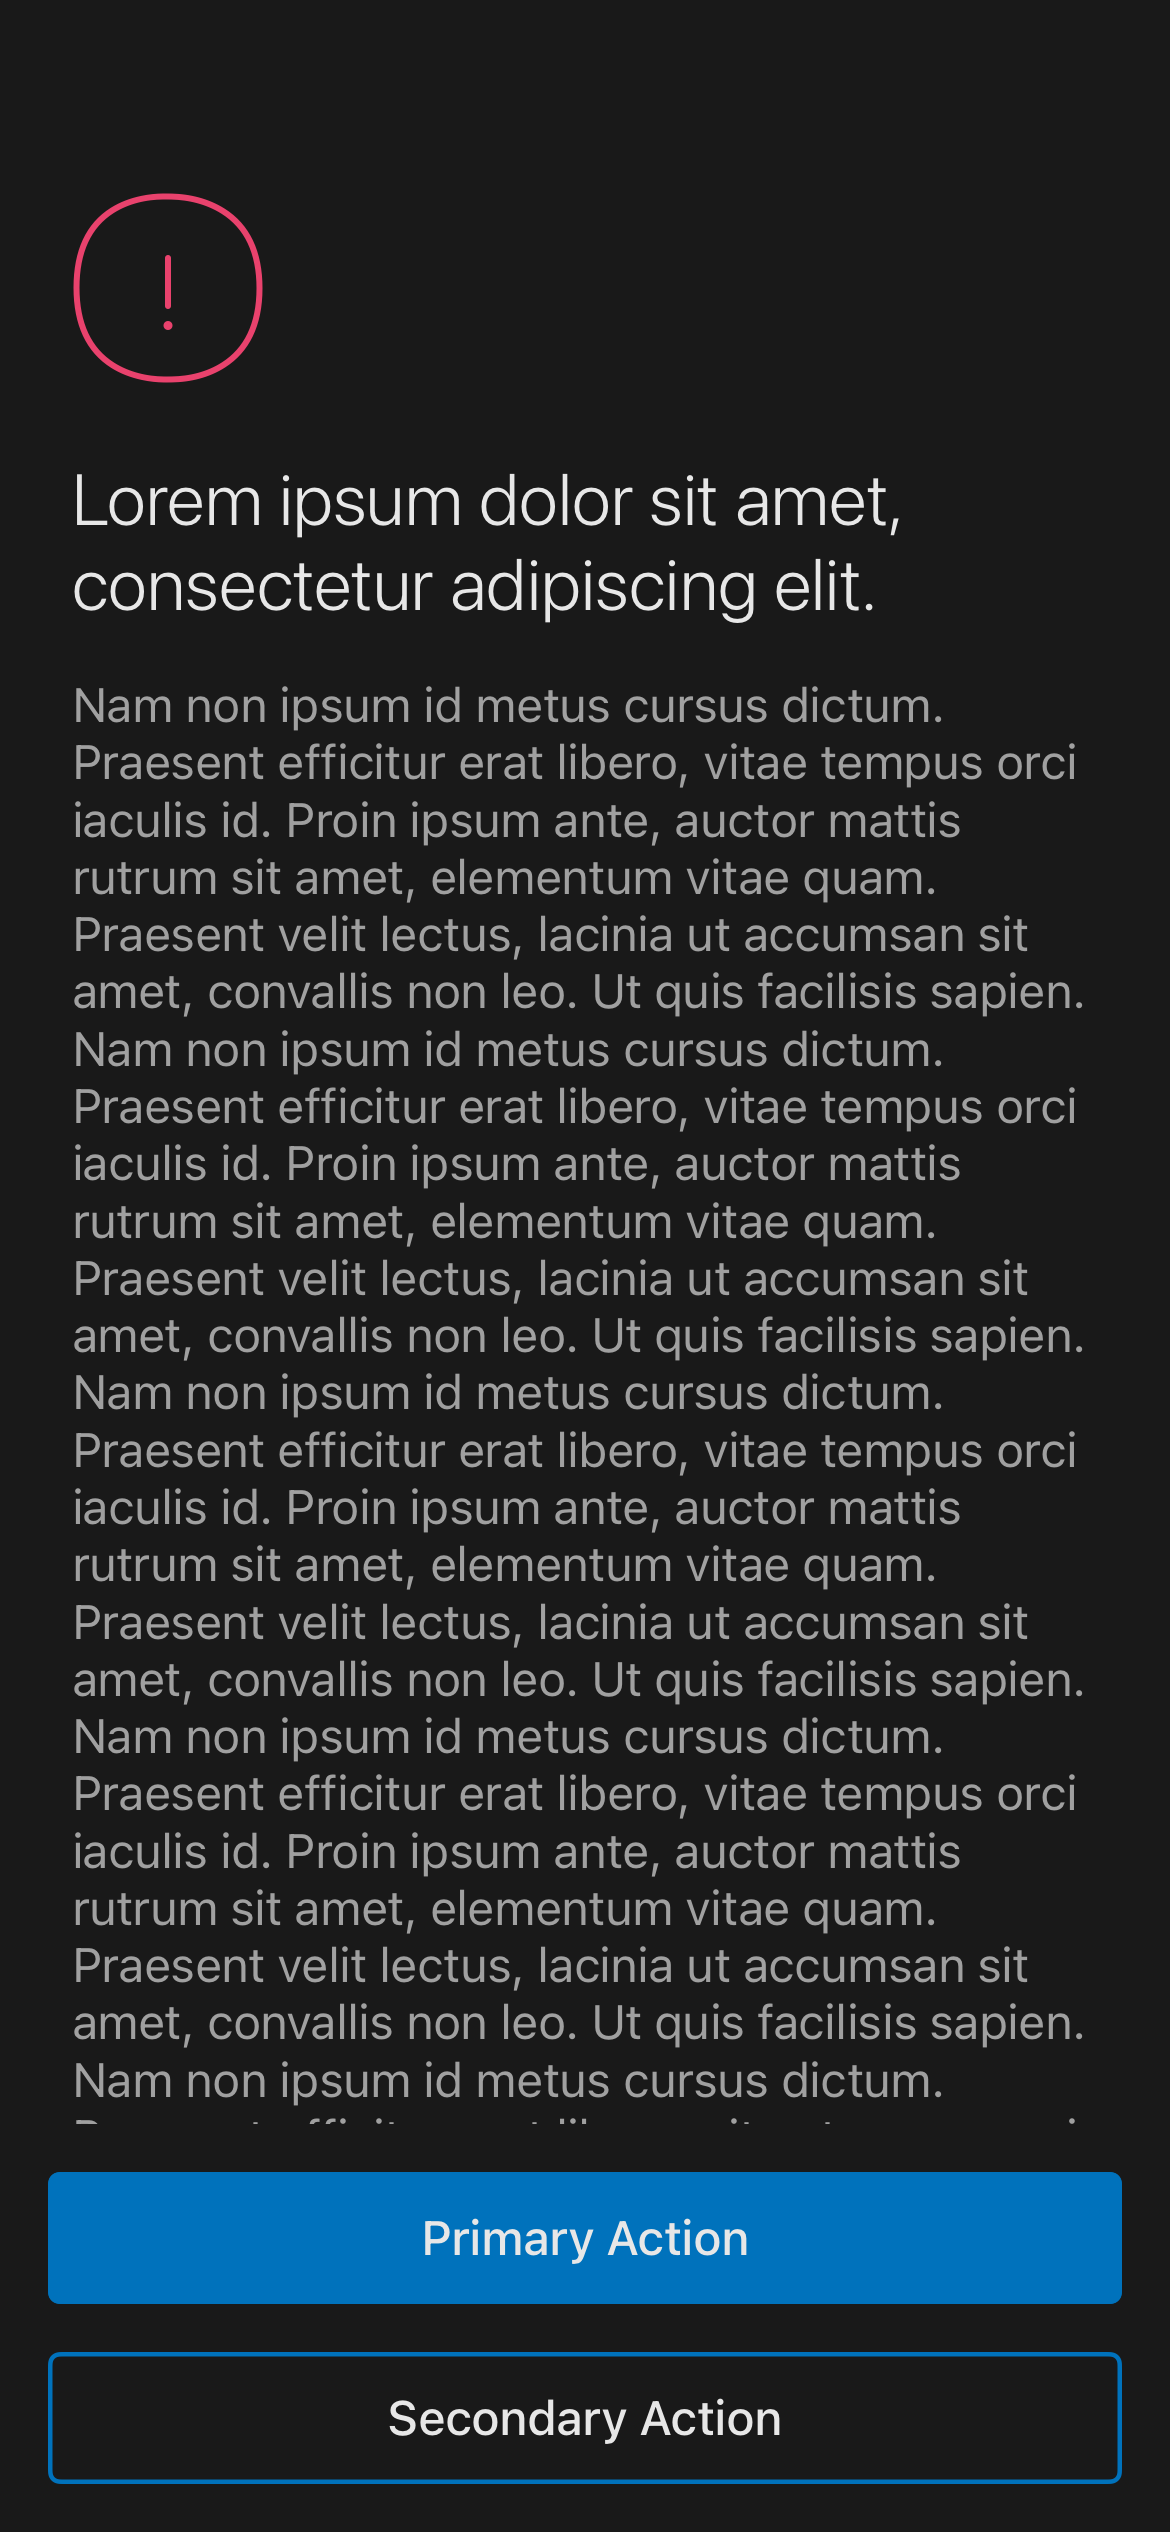 Lorem ipsum dolor sit amet,
consectetur adipiscing elit.
Nam non ipsum id metus cursus dictum.
Praesent efficitur erat libero, vitae tempus orci
iaculis id. Proin ipsum ante, auctor mattis
rutrum sit amet, elementum vitae quam.
Praesent velit lectus, lacinia ut accumsan sit
amet, convallis non leo. Ut quis facilisis sapien.
Nam non ipsum id metus cursus dictum.
Praesent efficitur erat libero, vitae tempus orci
iaculis id. Proin ipsum ante, auctor mattis
rutrum sit amet, elementum vitae quam.
Praesent velit lectus, lacinia ut accumsan sit
amet, convallis non leo. Ut quis facilisis sapien.
Nam non ipsum id metus cursus dictum.
Praesent efficitur erat libero, vitae tempus orci
iaculis id. Proin ipsum ante, auctor mattis
rutrum sit amet, elementum vitae quam.
Praesent velit lectus, lacinia ut accumsan sit
amet, convallis non leo. Ut quis facilisis sapien.
Nam non ipsum id metus cursus dictum.
Praesent efficitur erat libero, vitae tempus orci
iaculis id. Proin ipsum ante, auctor mattis
rutrum sit amet, elementum vitae quam.
Praesent velit lectus, lacinia ut accumsan sit
amet, convallis non leo. Ut quis facilisis sapien.
Nam non ipsum id metus cursus dictum.
Primary Action
Secondary Action